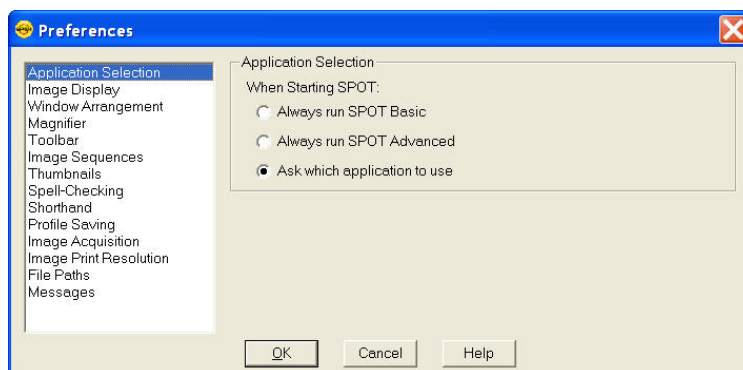 Preferences
Application Selection
Image Display
Window Arrangement
Magnifier
Toolbar
Image Sequences
Thumbnails
Spell-Checking
Shorthand
Profile Saving
Image Acquisition
Image Print Resolution
File Paths
Messages
Application Selection
When Starting SPOT:
Always run SPOT Basic
Always run SPOT Advanced
Ask which application to use
OK
Cancel
Help